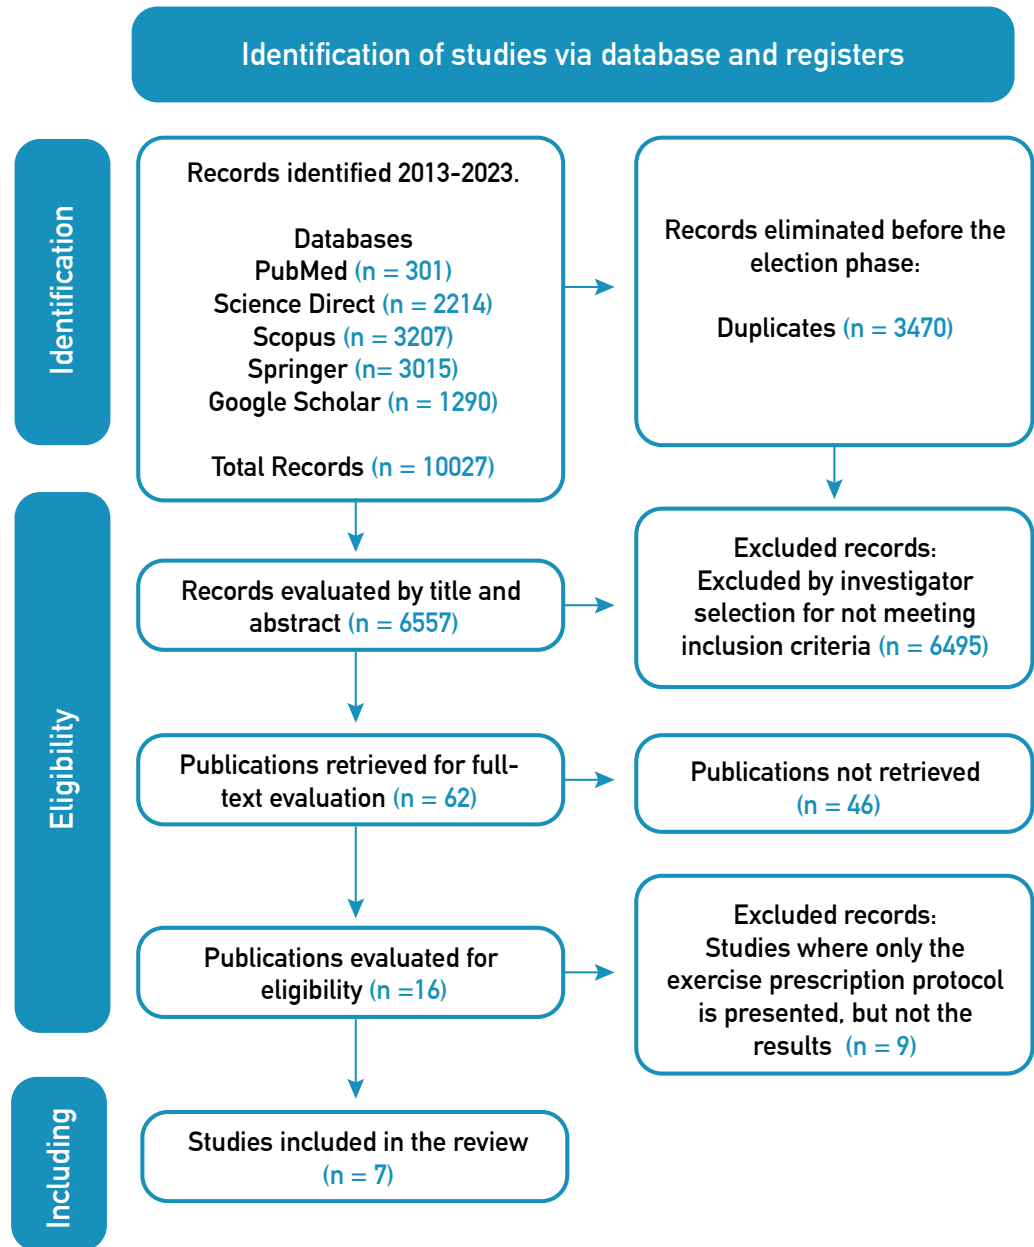 Identification of studies via database and registers
Identification
Records identified 2013-2023.
Databases
PubMed (n = 301)
Science Direct (n = 2214)
Scopus (n = 3207)
Springer (n= 3015)
Google Scholar (n = 1290)
Total Records (n = 10027)
Records eliminated before the
election phase:
Duplicates (n = 3470)
Eligibility
Records evaluated by title and
abstract (n = 6557)
Excluded records:
Excluded by investigator
selection for not meeting
inclusion criteria (n = 6495)
Publications retrieved for full-
text evaluation (n = 62)
Publications not retrieved
(n = 46)
Publications evaluated for
eligibility (n =16)
Excluded records:
Studies where only the
exercise prescription protocol
is presented, but not the
results (n = 9)
Including
Studies included in the review
(n = 7)